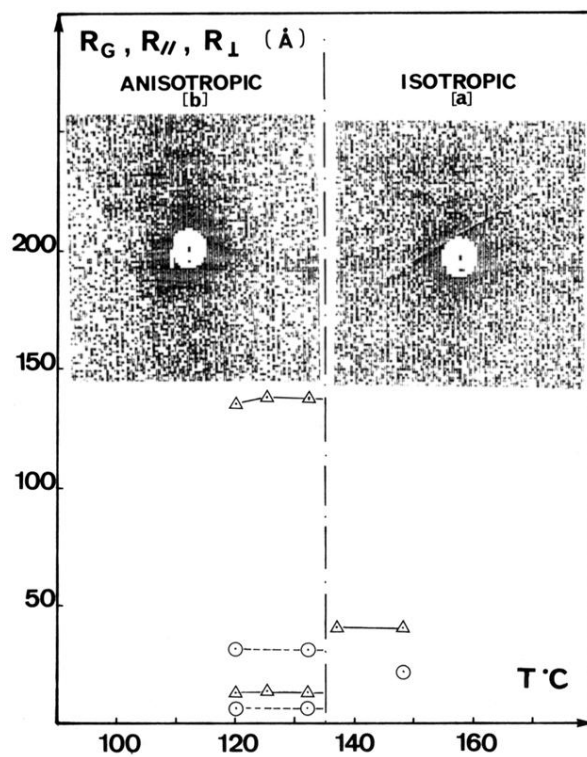 R_G , R_// , R_⊥ (Å)
ANISOTROPIC
[b]
ISOTROPIC
[a]
200
150
100
50
T °C
100
120
140
160